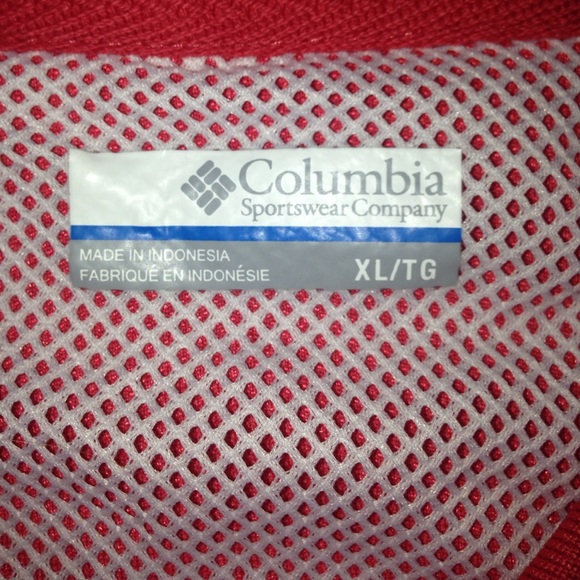 Columbia
Sportswear Company
MADE IN INDONESIA
FABRIQUÉ EN INDONÉSIE
XL/TG